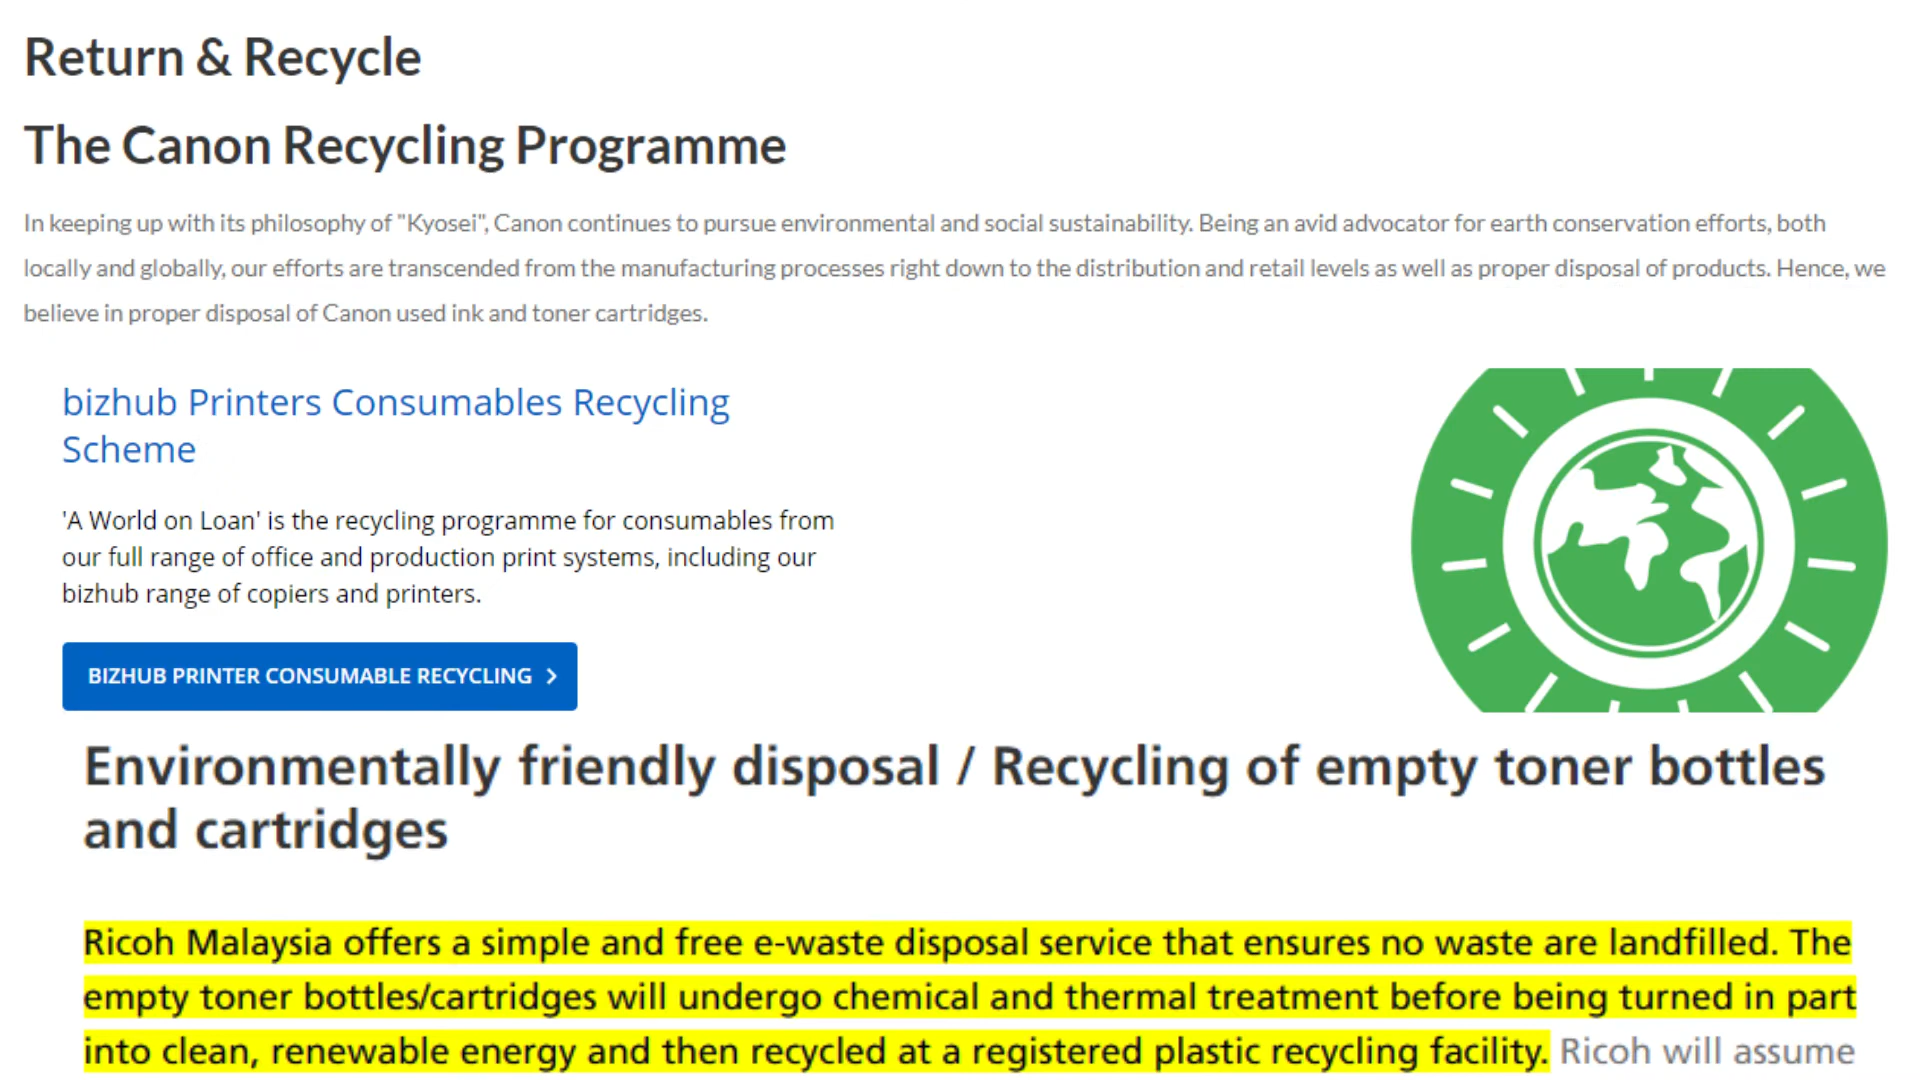 Return & Recycle
The Canon Recycling Programme
In keeping up with its philosophy of "Kyosei", Canon continues to pursue environmental and social sustainability. Being an avid advocator for earth conservation efforts, both
locally and globally, our efforts are transcended from the manufacturing processes right down to the distribution and retail levels as well as proper disposal of products. Hence, we
believe in proper disposal of Canon used ink and toner cartridges.
bizhub Printers Consumables Recycling
Scheme
'A World on Loan' is the recycling programme for consumables from
our full range of office and production print systems, including our
bizhub range of copiers and printers.
BIZHUB PRINTER CONSUMABLE RECYCLING
Environmentally friendly disposal / Recycling of empty toner bottles
and cartridges
Ricoh Malaysia offers a simple and free e-waste disposal service that ensures no waste are landfilled. The
empty toner bottles/cartridges will undergo chemical and thermal treatment before being turned in part
into clean, renewable energy and then recycled at a registered plastic recycling facility. Ricoh will assume